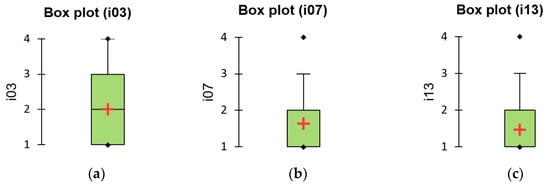 Box plot (i03) Box plot (i07) Box plot (i13)
4 4 4
3 3 3
i03 i07 i13
2 2 2
1 1 1
(a) (b) (c)